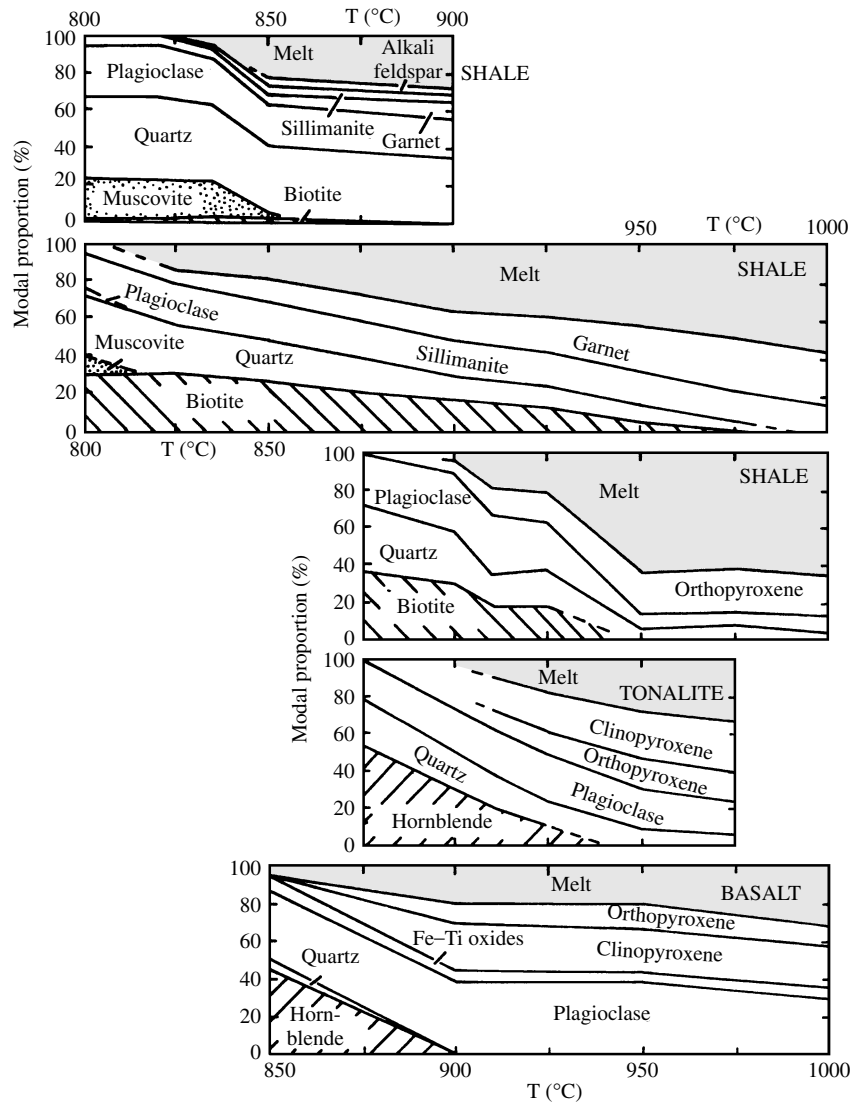 800 850 T (°C) 900
100
80
60
40
20
0
Melt
Alkali
feldspar
SHALE
Plagioclase
Sillimanite
Garnet
Quartz
Biotite
Muscovite
Modal proportion (%)
950 T (°C) 1000
100
80
60
40
20
0
Melt
SHALE
Plagioclase
Garnet
Muscovite
Quartz
Sillimanite
Biotite
800 T (°C) 850
100
80
60
40
20
0
SHALE
Melt
Plagioclase
Quartz
Orthopyroxene
Biotite
Modal proportion (%)
100
80
60
40
20
0
Melt
TONALITE
Clinopyroxene
Quartz
Orthopyroxene
Plagioclase
Hornblende
100
80
60
40
20
0
Melt
BASALT
Orthopyroxene
Fe–Ti oxides
Clinopyroxene
Quartz
Plagioclase
Horn-
blende
850 900 950 1000
T (°C)